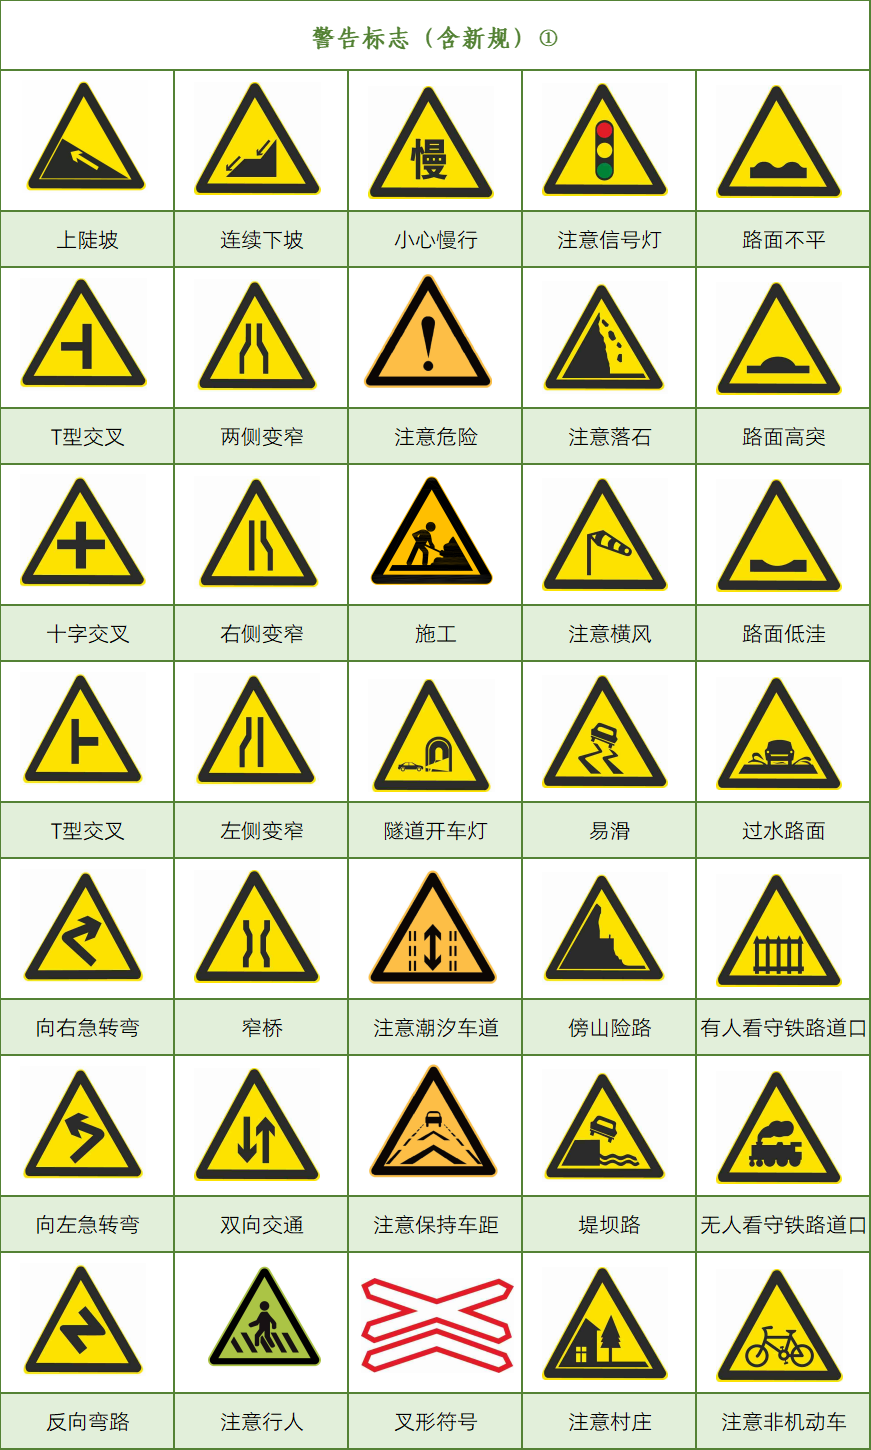 警告标志（含新规）①
慢
上陡坡 连续下坡 小心慢行 注意信号灯 路面不平
T型交叉 两侧变窄 注意危险 注意落石 路面高突
十字交叉 右侧变窄 施工 注意横风 路面低洼
T型交叉 左侧变窄 隧道开车灯 易滑 过水路面
向右急转弯 窄桥 注意潮汐车道 傍山险路 有人看守铁路道口
向左急转弯 双向交通 注意保持车距 堤坝路 无人看守铁路道口
反向弯路 注意行人 叉形符号 注意村庄 注意非机动车